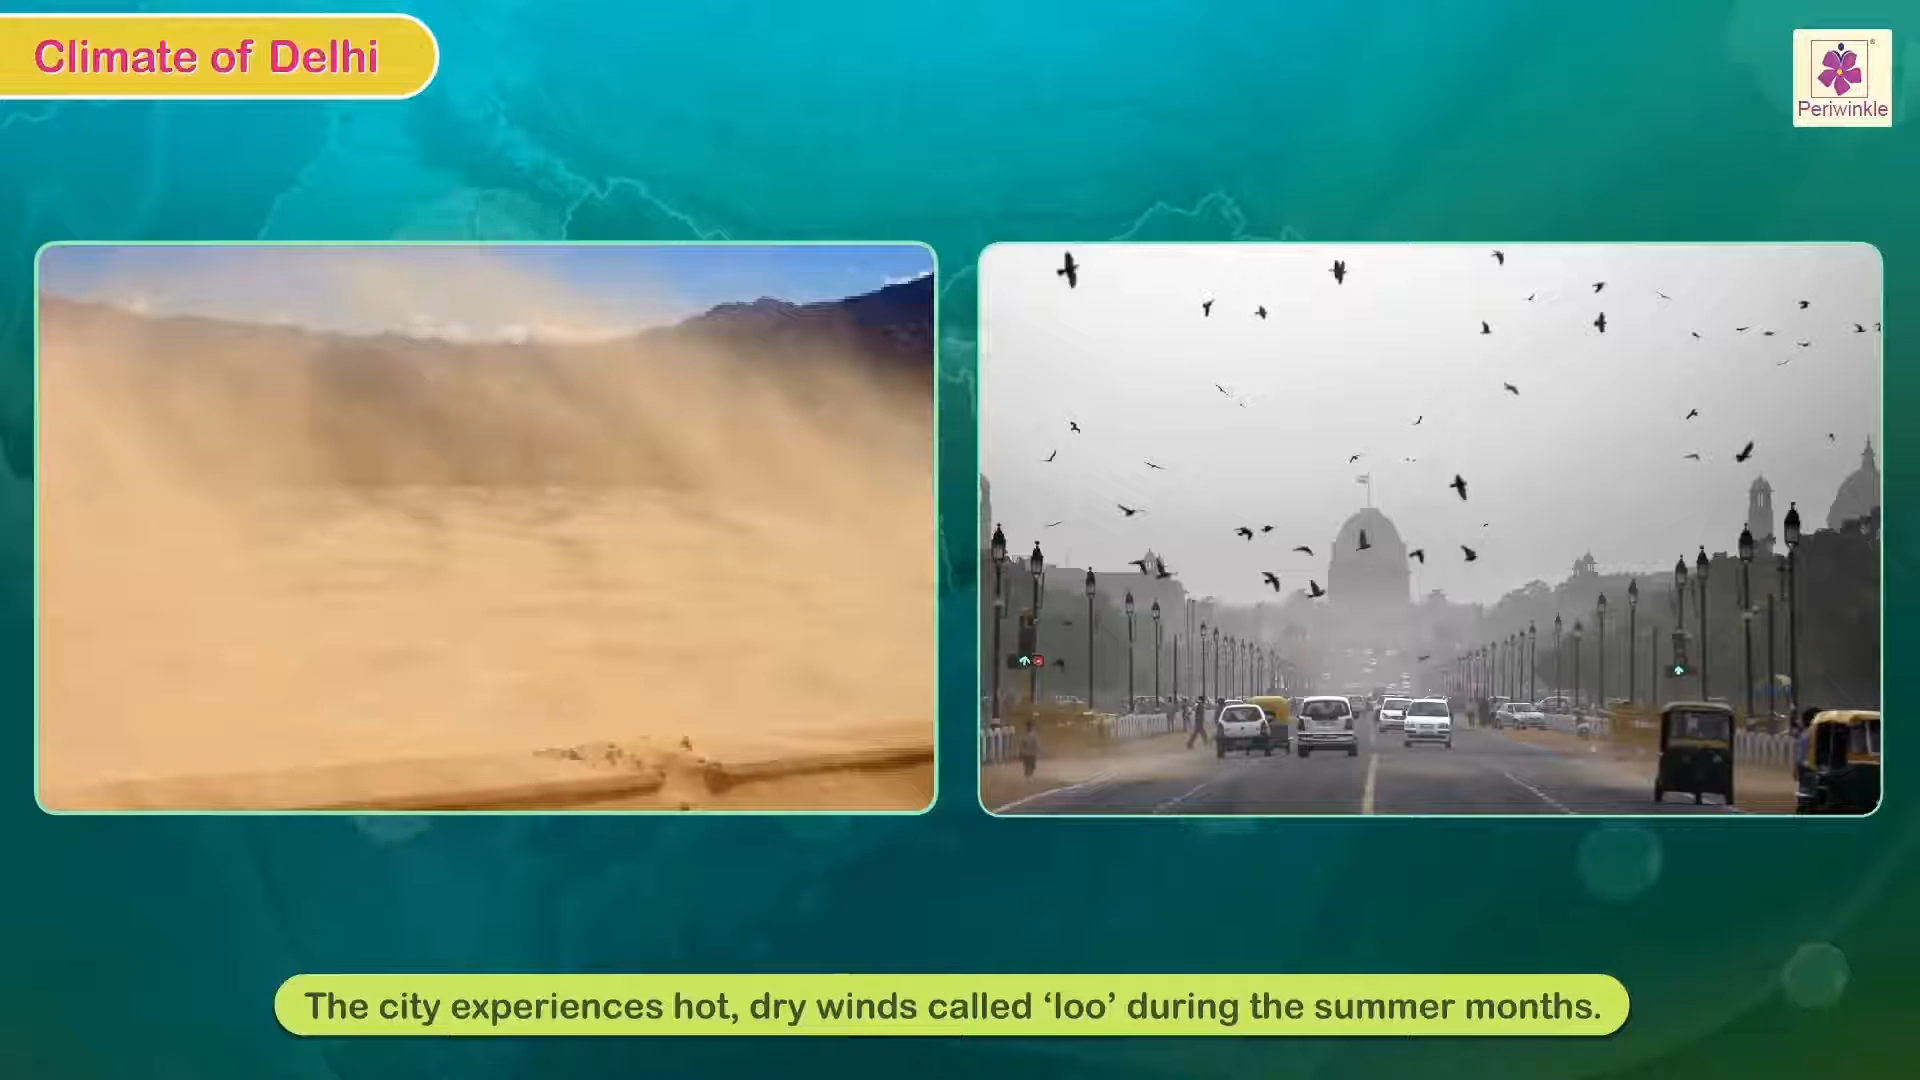 Climate of Delhi
Periwinkle
The city experiences hot, dry winds called ‘loo’ during the summer months.